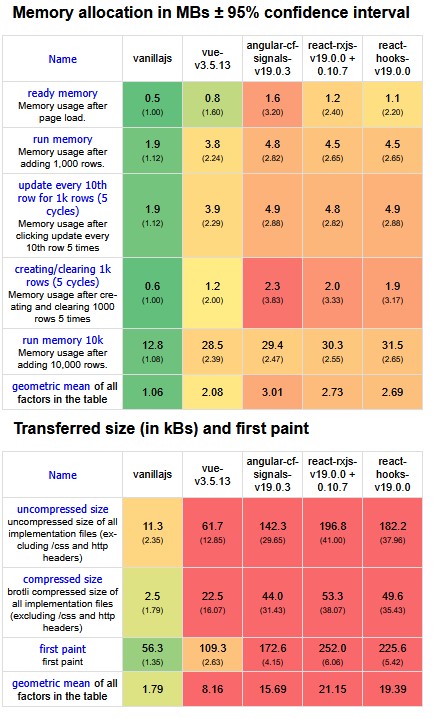 Memory allocation in MBs ± 95% confidence interval
Name
vanillajs
vue-
v3.5.13
angular-cf-
signals-
v19.0.3
react-rxjs-
v19.0.0 +
0.10.7
react-
hooks-
v19.0.0
ready memory
Memory usage after
page load.
0.5
(1.00)
0.8
(1.60)
1.6
(3.20)
1.2
(2.40)
1.1
(2.20)
run memory
Memory usage after
adding 1,000 rows.
1.9
(1.12)
3.8
(2.24)
4.8
(2.82)
4.5
(2.65)
4.5
(2.65)
update every 10th
row for 1k rows (5
cycles)
Memory usage after
clicking update every
10th row 5 times
1.9
(1.12)
3.9
(2.29)
4.9
(2.88)
4.8
(2.82)
4.9
(2.88)
creating/clearing 1k
rows (5 cycles)
Memory usage after cre-
ating and clearing 1000
rows 5 times
0.6
(1.00)
1.2
(2.00)
2.3
(3.83)
2.0
(3.33)
1.9
(3.17)
run memory 10k
Memory usage after
adding 10,000 rows.
12.8
(1.08)
28.5
(2.39)
29.4
(2.47)
30.3
(2.55)
31.5
(2.65)
geometric mean of all
factors in the table
1.06
2.08
3.01
2.73
2.69
Transferred size (in kBs) and first paint
Name
vanillajs
vue-
v3.5.13
angular-cf-
signals-
v19.0.3
react-rxjs-
v19.0.0 +
0.10.7
react-
hooks-
v19.0.0
uncompressed size
uncompressed size of all
implementation files (ex-
cluding /css and http
headers)
11.3
(2.35)
61.7
(12.85)
142.3
(29.65)
196.8
(41.00)
182.2
(37.96)
compressed size
brotli compressed size of
all implementation files
(excluding /css and http
headers)
2.5
(1.79)
22.5
(16.07)
44.0
(31.43)
53.3
(38.07)
49.6
(35.43)
first paint
first paint
56.3
(1.35)
109.3
(2.63)
172.6
(4.15)
252.0
(6.06)
225.6
(5.42)
geometric mean of all
factors in the table
1.79
8.16
15.69
21.15
19.39